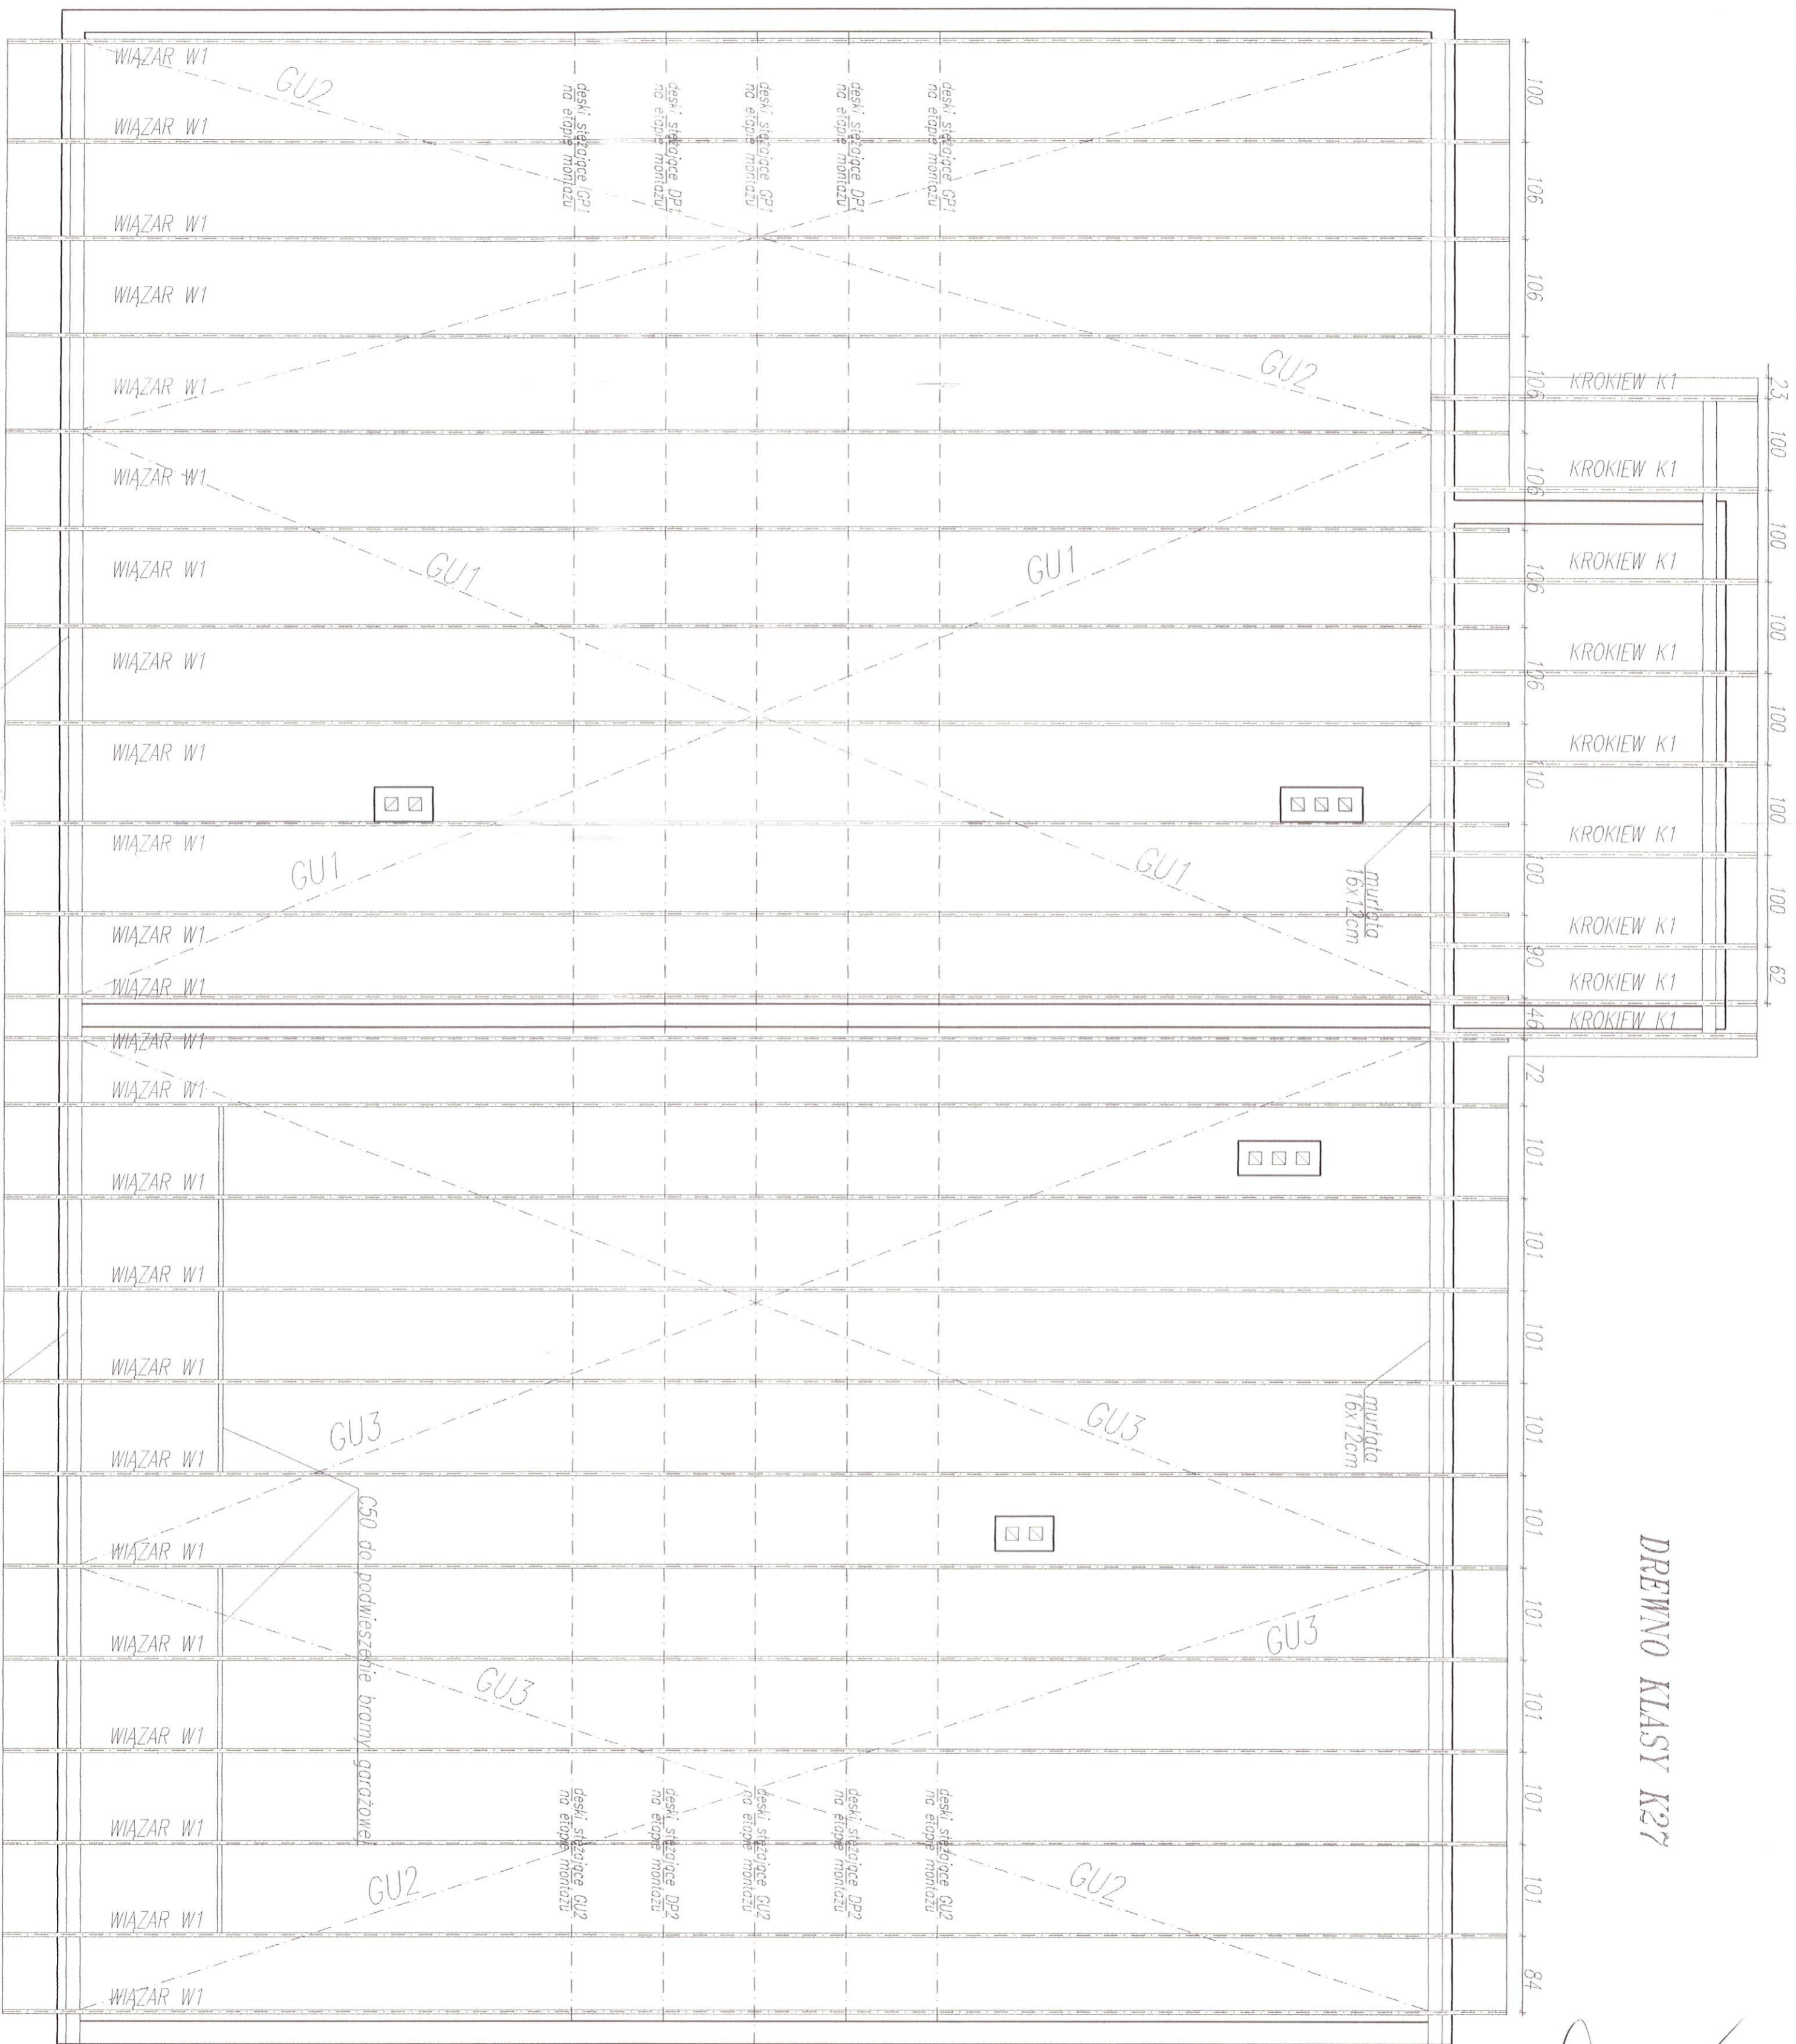 WIĄZAR W1
GU2
WIĄZAR W1
deski stężające GP1
na etapie montażu
deski stężające DP1
na etapie montażu
deski stężające GP1
na etapie montażu
deski stężające DP1
na etapie montażu
deski stężające GP1
na etapie montażu
WIĄZAR W1
WIĄZAR W1
GU2
WIĄZAR W1
WIĄZAR W1
WIĄZAR W1
GU1
GU1
WIĄZAR W1
WIĄZAR W1
WIĄZAR W1
GU1
GU1
murłata
16x12cm
WIĄZAR W1
WIĄZAR W1
WIĄZAR W1
WIĄZAR W1
WIĄZAR W1
WIĄZAR W1
WIĄZAR W1
GU3
GU3
murłata
16x12cm
WIĄZAR W1
C50 do podwieszenie bramy garażowej
WIĄZAR W1
WIĄZAR W1
GU3
GU3
WIĄZAR W1
WIĄZAR W1
deski stężające GU2
na etapie montażu
deski stężające DP2
na etapie montażu
deski stężające GU2
na etapie montażu
deski stężające DP2
na etapie montażu
deski stężające GU2
na etapie montażu
GU2
GU2
WIĄZAR W1
WIĄZAR W1
100
106
106
106
106
106
106
110
100
90
46
72
101
101
101
101
101
101
101
101
101
84
KROKIEW K1
KROKIEW K1
KROKIEW K1
KROKIEW K1
KROKIEW K1
KROKIEW K1
KROKIEW K1
KROKIEW K1
KROKIEW K1
23
100
100
100
100
100
100
62
DREWNO KLASY K27